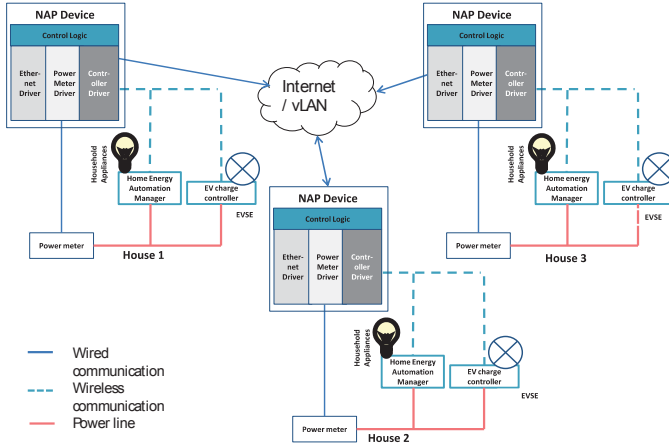 NAP Device
Control Logic
Ether-
net
Driver
Power
Meter
Driver
Contr-
oller
Driver
Household
Appliances
Home Energy
Automation
Manager
EV charge
controller
EVSE
Power meter
House 1
Internet
/ vLAN
NAP Device
Control Logic
Ether-
net
Driver
Power
Meter
Driver
Contr-
oller
Driver
Household
Appliances
Home energy
Automation
Manager
EV charge
controller
EVSE
Power meter
House 3
NAP Device
Control Logic
Ether-
net
Driver
Power
Meter
Driver
Contr-
oller
Driver
Household
Appliances
Home Energy
Automation
Manager
EV charge
controller
EVSE
Power meter
House 2
Wired
communication
Wireless
communication
Power line